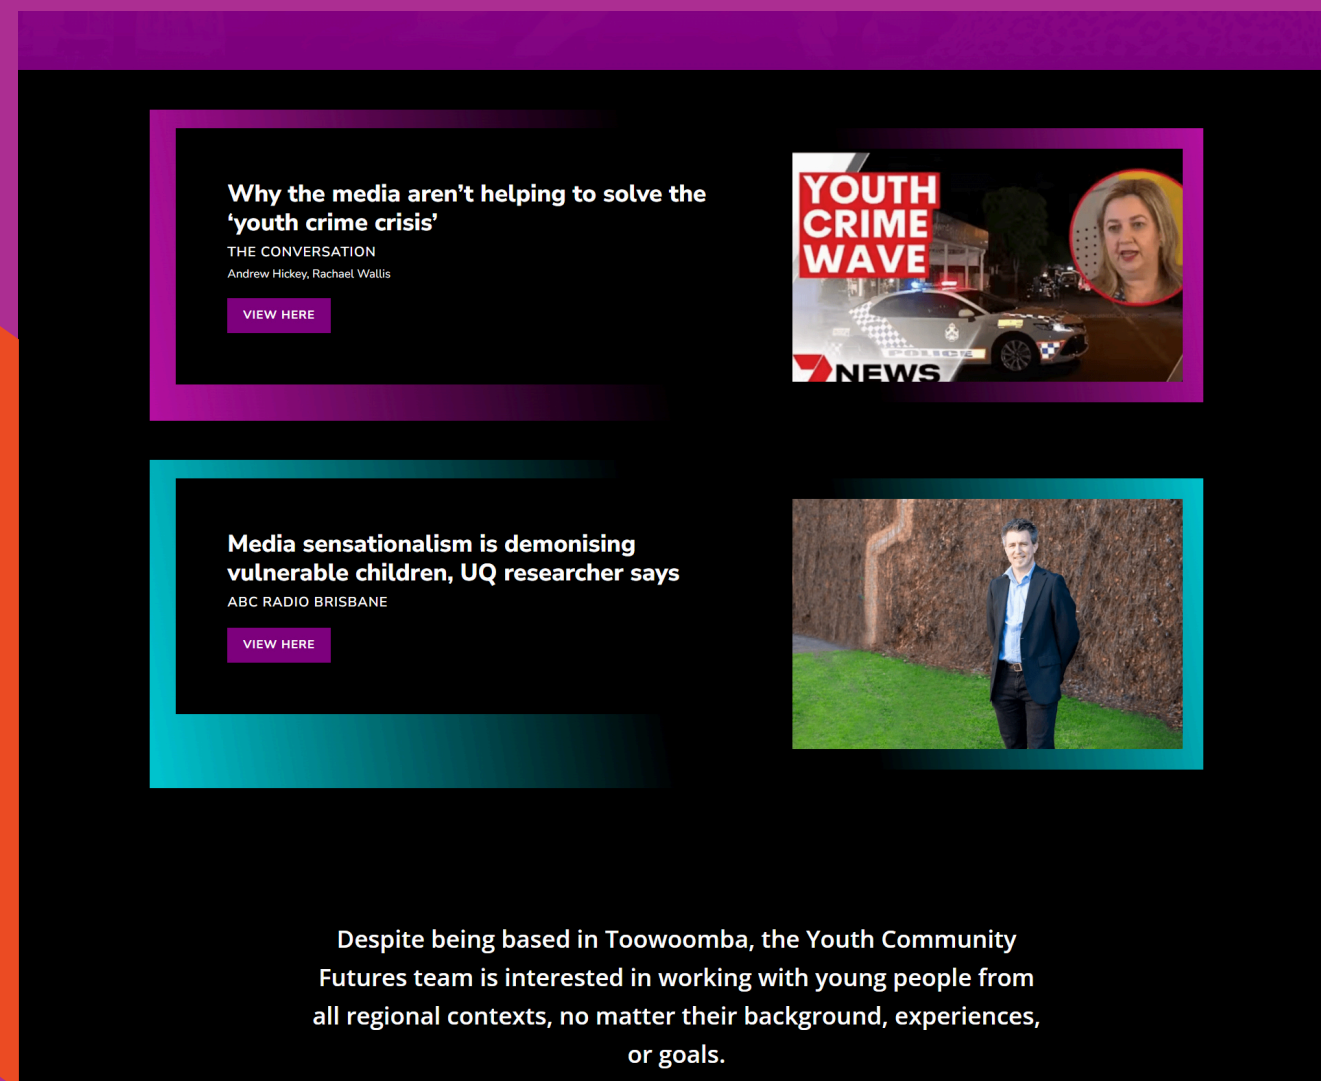 Why the media aren’t helping to solve the
‘youth crime crisis’
THE CONVERSATION
Andrew Hickey, Rachael Wallis
VIEW HERE
YOUTH
CRIME
WAVE
POLICE
7NEWS
Media sensationalism is demonising
vulnerable children, UQ researcher says
ABC RADIO BRISBANE
VIEW HERE
Despite being based in Toowoomba, the Youth Community
Futures team is interested in working with young people from
all regional contexts, no matter their background, experiences,
or goals.